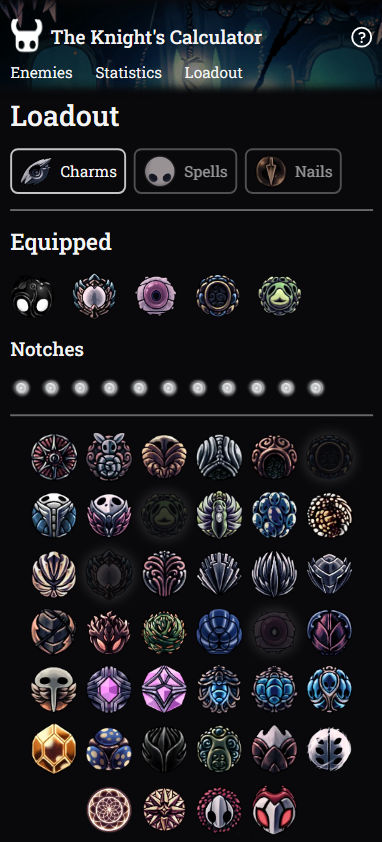 The Knight's Calculator
?
Enemies Statistics Loadout
Loadout
Charms Spells Nails
Equipped
Notches